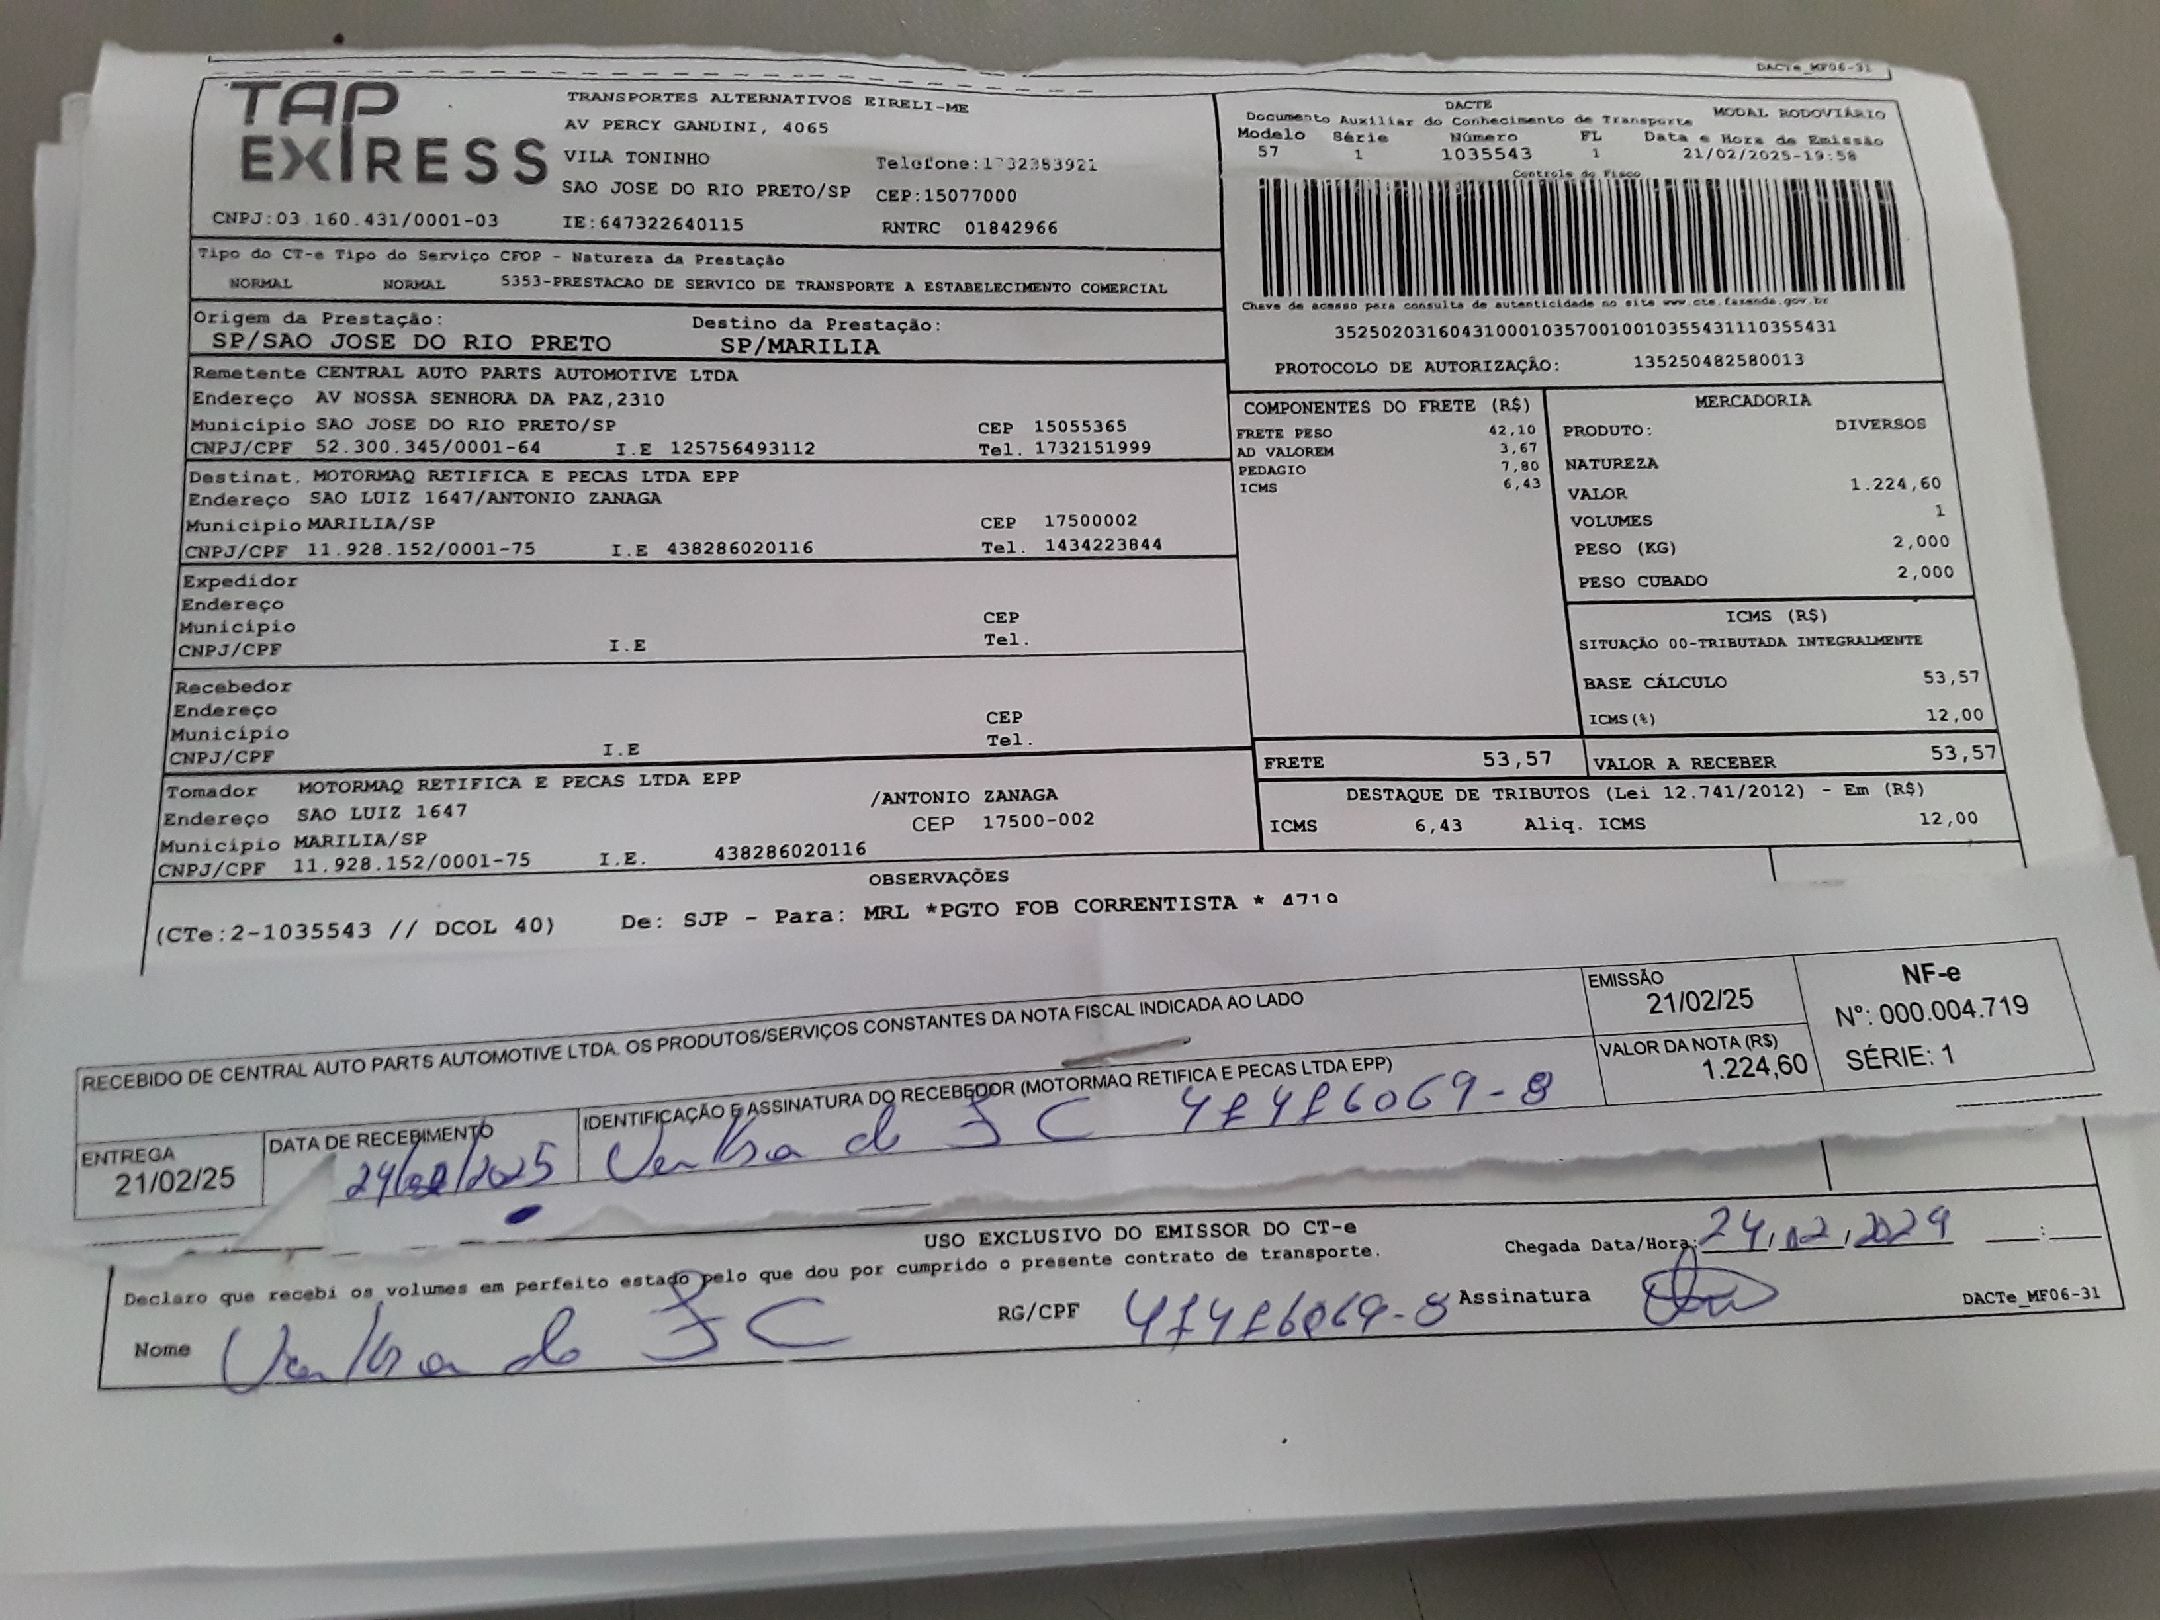 DACTe_MF06-31
TAP
EXPRESS
TRANSPORTES ALTERNATIVOS EIRELI-ME
AV PERCY GANDINI, 4065
VILA TONINHO
Telefone:1732383921
SAO JOSE DO RIO PRETO/SP CEP:15077000
CNPJ:03.160.431/0001-03 IE:647322640115 RNTRC 01842966
DACTE MODAL RODOVIÁRIO
Documento Auxiliar do Conhecimento de Transporte
Modelo Série Número FL Data e Hora de Emissão
57 1 1035543 1 21/02/2025-19:58
Controle do Fisco
Chave de acesso para consulta de autenticidade no site www.cte.fazenda.gov.br
35250203160431000103570010010355431110355431
PROTOCOLO DE AUTORIZAÇÃO: 135250482580013
Tipo do CT-e Tipo do Serviço CFOP - Natureza da Prestação
NORMAL NORMAL 5353-PRESTACAO DE SERVICO DE TRANSPORTE A ESTABELECIMENTO COMERCIAL
Origem da Prestação: Destino da Prestação:
SP/SAO JOSE DO RIO PRETO SP/MARILIA
Remetente CENTRAL AUTO PARTS AUTOMOTIVE LTDA
Endereço AV NOSSA SENHORA DA PAZ,2310
Município SAO JOSE DO RIO PRETO/SP CEP 15055365
CNPJ/CPF 52.300.345/0001-64 I.E 125756493112 Tel. 1732151999
Destinat. MOTORMAQ RETIFICA E PECAS LTDA EPP
Endereço SAO LUIZ 1647/ANTONIO ZANAGA
Município MARILIA/SP CEP 17500002
CNPJ/CPF 11.928.152/0001-75 I.E 438286020116 Tel. 1434223844
Expedidor
Endereço
Município CEP
CNPJ/CPF I.E Tel.
Recebedor
Endereço
Município CEP
CNPJ/CPF I.E Tel.
Tomador MOTORMAQ RETIFICA E PECAS LTDA EPP
Endereço SAO LUIZ 1647 /ANTONIO ZANAGA
Município MARILIA/SP CEP 17500-002
CNPJ/CPF 11.928.152/0001-75 I.E. 438286020116
COMPONENTES DO FRETE (R$)
FRETE PESO 42,10
AD VALOREM 3,67
PEDAGIO 7,80
ICMS 6,43
MERCADORIA
PRODUTO: DIVERSOS
NATUREZA
VALOR 1.224,60
VOLUMES 1
PESO (KG) 2,000
PESO CUBADO 2,000
ICMS (R$)
SITUAÇÃO 00-TRIBUTADA INTEGRALMENTE
BASE CÁLCULO 53,57
ICMS(%) 12,00
FRETE 53,57 VALOR A RECEBER 53,57
DESTAQUE DE TRIBUTOS (Lei 12.741/2012) - Em (R$)
ICMS 6,43 Aliq. ICMS 12,00
OBSERVAÇÕES
(CTe:2-1035543 // DCOL 40) De: SJP - Para: MRL *PGTO FOB CORRENTISTA * 4719
RECEBIDO DE CENTRAL AUTO PARTS AUTOMOTIVE LTDA. OS PRODUTOS/SERVIÇOS CONSTANTES DA NOTA FISCAL INDICADA AO LADO
EMISSÃO
21/02/25
VALOR DA NOTA (R$)
1.224,60
NF-e
Nº: 000.004.719
SÉRIE: 1
ENTREGA
21/02/25
DATA DE RECEBIMENTO
24/02/2025
IDENTIFICAÇÃO E ASSINATURA DO RECEBEDOR (MOTORMAQ RETIFICA E PECAS LTDA EPP)
USO EXCLUSIVO DO EMISSOR DO CT-e
Declaro que recebi os volumes em perfeito estado pelo que dou por cumprido o presente contrato de transporte.
Chegada Data/Hora: 24/02/2024 __:__
Nome
RG/CPF
Assinatura
DACTe_MF06-31